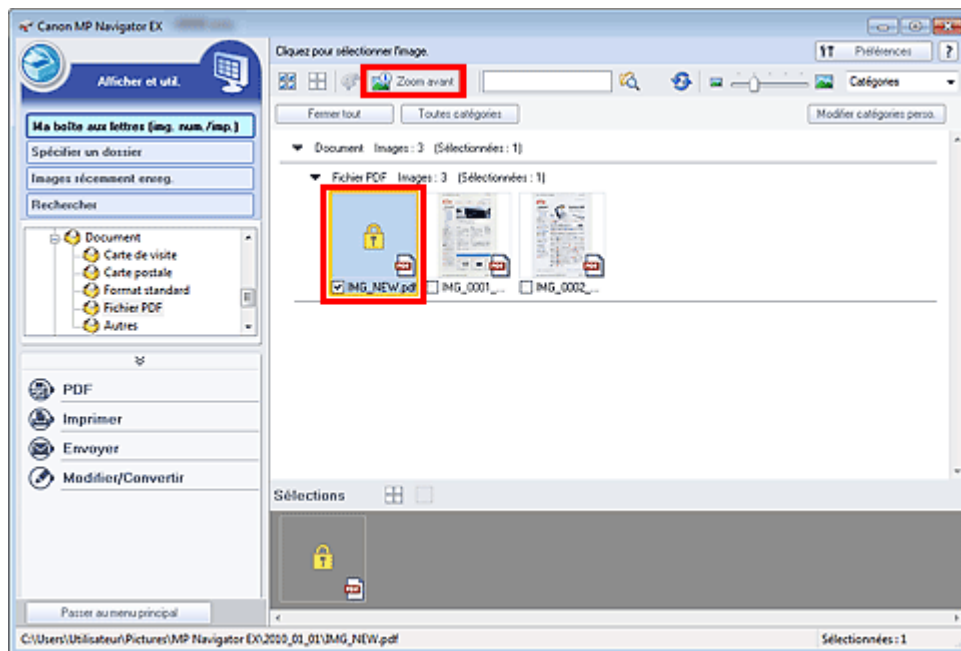 Canon MP Navigator EX
Afficher et util.
Cliquez pour sélectionner l'image.
Préférences
?
Zoom avant
Catégories
Fermer tout
Toutes catégories
Modifier catégories perso.
Ma boîte aux lettres (img. num./imp.)
Spécifier un dossier
Images récemment enreg.
Rechercher
Document
Carte de visite
Carte postale
Format standard
Fichier PDF
Autres
PDF
Imprimer
Envoyer
Modifier/Convertir
Passer au menu principal
Document Images : 3 (Sélectionnées : 1)
Fichier PDF Images : 3 (Sélectionnées : 1)
IMG_NEW.pdf
IMG_0001_...
IMG_0002_...
Sélections
C:\Users\Utilisateur\Pictures\MP Navigator EX\2010_01_01\IMG_NEW.pdf
Sélectionnées : 1